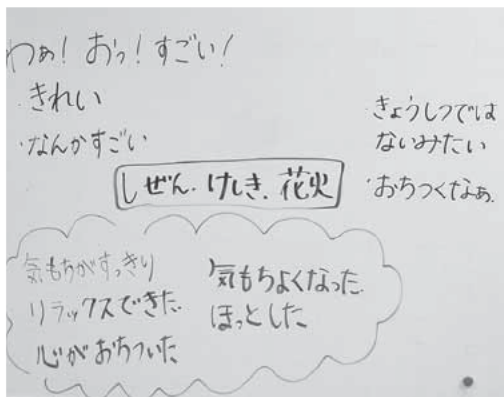 わぁ！おっ！すごい！
・きれい
・なんかすごい
・きょうしつでは
ないみたい
・おちつくなぁ。
しぜん．けしき．花火
気もちがすっきり
リラックスできた
心がおちついた
気もちよくなった
ほっとした